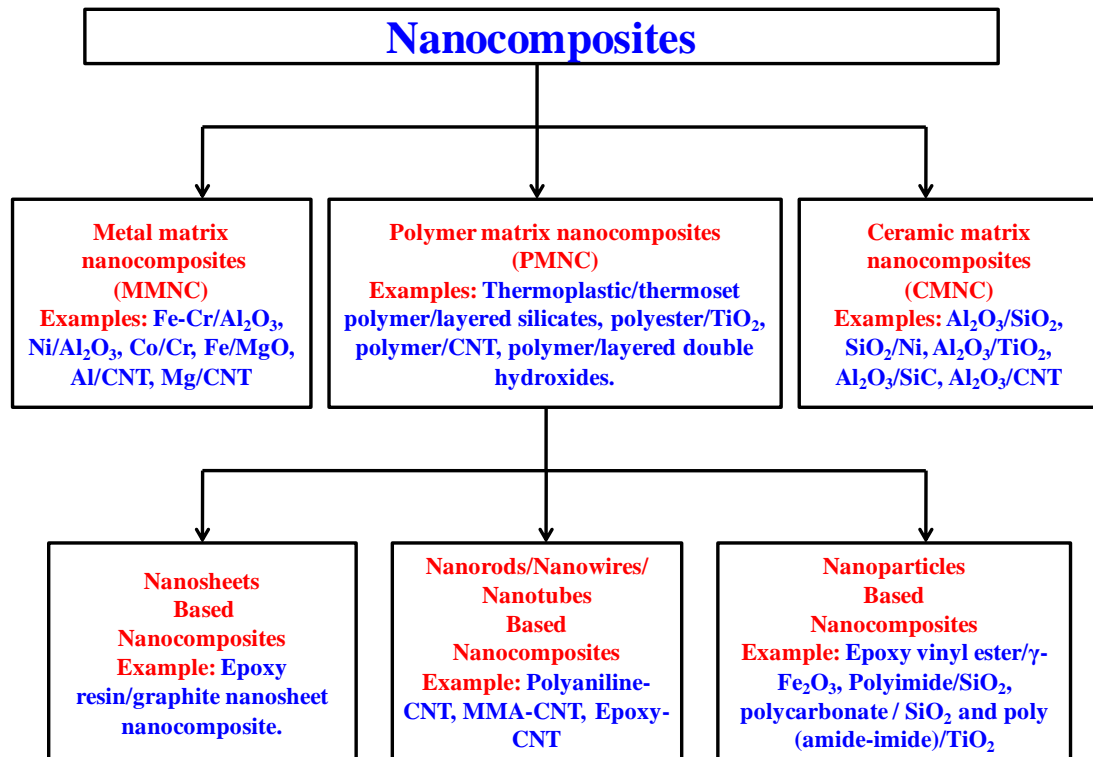 Nanocomposites
Metal matrix
nanocomposites
(MMNC)
Examples: Fe-Cr/Al₂O₃,
Ni/Al₂O₃, Co/Cr, Fe/MgO,
Al/CNT, Mg/CNT
Polymer matrix nanocomposites
(PMNC)
Examples: Thermoplastic/thermoset
polymer/layered silicates, polyester/TiO₂,
polymer/CNT, polymer/layered double
hydroxides.
Ceramic matrix
nanocomposites
(CMNC)
Examples: Al₂O₃/SiO₂,
SiO₂/Ni, Al₂O₃/TiO₂,
Al₂O₃/SiC, Al₂O₃/CNT
Nanosheets
Based
Nanocomposites
Example: Epoxy
resin/graphite nanosheet
nanocomposite.
Nanorods/Nanowires/
Nanotubes
Based
Nanocomposites
Example: Polyaniline-
CNT, MMA-CNT, Epoxy-
CNT
Nanoparticles
Based
Nanocomposites
Example: Epoxy vinyl ester/γ-
Fe₂O₃, Polyimide/SiO₂,
polycarbonate / SiO₂ and poly
(amide-imide)/TiO₂